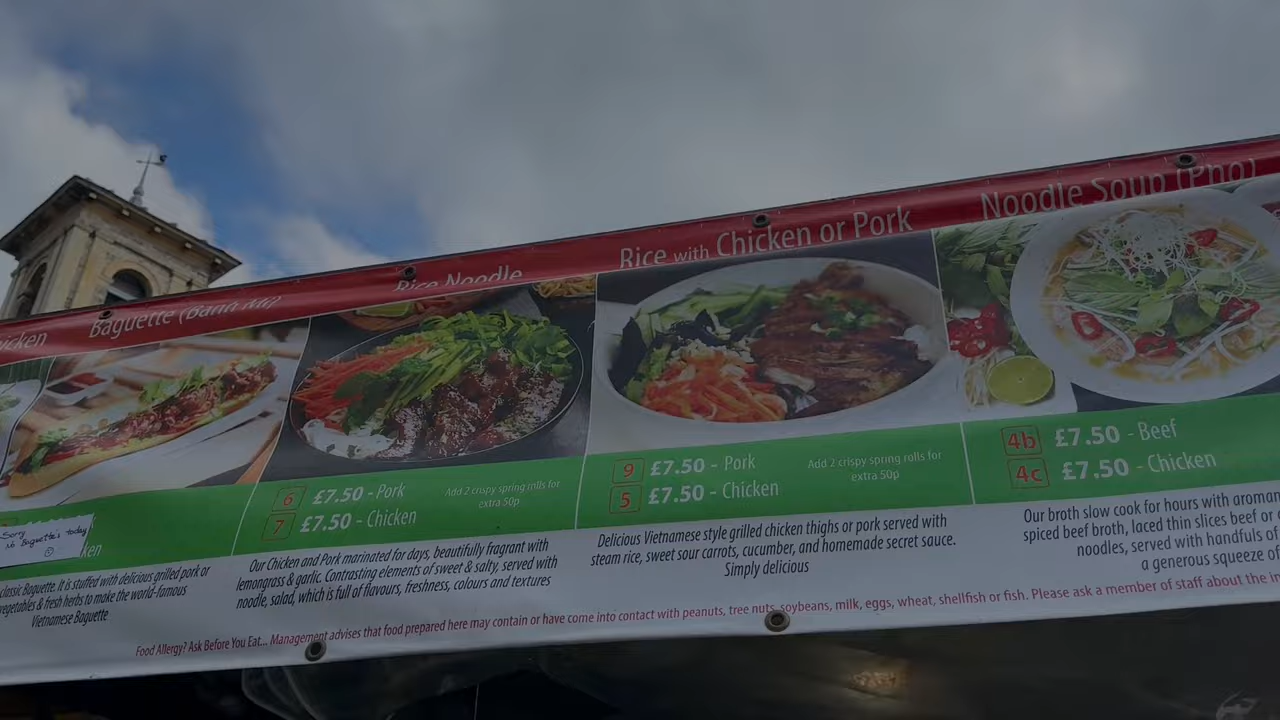 Baguette (Banh Mi)
Rice Noodle
Rice with Chicken or Pork
Noodle Soup (Pho)
Sorry
No Baguette's today
6 £7.50 - Pork
7 £7.50 - Chicken
Add 2 crispy spring rolls for
extra 50p
9 £7.50 - Pork
5 £7.50 - Chicken
Add 2 crispy spring rolls for
extra 50p
4b £7.50 - Beef
4c £7.50 - Chicken
classic Baguette. It is stuffed with delicious grilled pork or
vegetables & fresh herbs to make the world-famous
Vietnamese Baguette
Our Chicken and Pork marinated for days, beautifully fragrant with
lemongrass & garlic. Contrasting elements of sweet & salty, served with
noodle, salad, which is full of flavours, freshness, colours and textures
Delicious Vietnamese style grilled chicken thighs or pork served with
steam rice, sweet sour carrots, cucumber, and homemade secret sauce.
Simply delicious
Our broth slow cook for hours with
spiced beef broth, laced thin slices beef or
noodles, served with handfuls of
a generous squeeze of
Food Allergy? Ask Before You Eat... Management advises that food prepared here may contain or have come into contact with peanuts, tree nuts, soybeans, milk, eggs, wheat, shellfish or fish. Please ask a member of staff about the